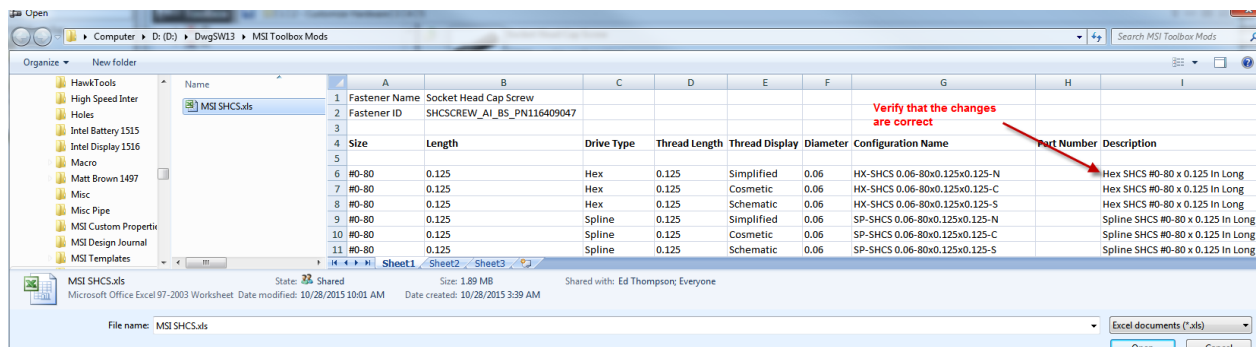 Open
Computer D: (D:) DwgSW13 MSI Toolbox Mods
Search MSI Toolbox Mods
Organize New folder
HawkTools
High Speed Inter
Holes
Intel Battery 1515
Intel Display 1516
Macro
Matt Brown 1497
Misc
Misc Pipe
MSI Custom Properti
MSI Design Journal
MSI Templates
Name
MSI SHCS.xls
A B C D E F G H I
1 Fastener Name Socket Head Cap Screw
2 Fastener ID SHCSCREW_AI_BS_PN116409047
Verify that the changes
are correct
3
4 Size Length Drive Type Thread Length Thread Display Diameter Configuration Name Part Number Description
5
6 #0-80 0.125 Hex 0.125 Simplified 0.06 HX-SHCS 0.06-80x0.125x0.125-N Hex SHCS #0-80 x 0.125 In Long
7 #0-80 0.125 Hex 0.125 Cosmetic 0.06 HX-SHCS 0.06-80x0.125x0.125-C Hex SHCS #0-80 x 0.125 In Long
8 #0-80 0.125 Hex 0.125 Schematic 0.06 HX-SHCS 0.06-80x0.125x0.125-S Hex SHCS #0-80 x 0.125 In Long
9 #0-80 0.125 Spline 0.125 Simplified 0.06 SP-SHCS 0.06-80x0.125x0.125-N Spline SHCS #0-80 x 0.125 In Long
10 #0-80 0.125 Spline 0.125 Cosmetic 0.06 SP-SHCS 0.06-80x0.125x0.125-C Spline SHCS #0-80 x 0.125 In Long
11 #0-80 0.125 Spline 0.125 Schematic 0.06 SP-SHCS 0.06-80x0.125x0.125-S Spline SHCS #0-80 x 0.125 In Long
Sheet1 Sheet2 Sheet3
MSI SHCS.xls State: Shared Size: 1.89 MB Shared with: Ed Thompson; Everyone
Microsoft Office Excel 97-2003 Worksheet Date modified: 10/28/2015 10:01 AM Date created: 10/28/2015 3:39 AM
File name: MSI SHCS.xls Excel documents (*.xls)
Open Cancel